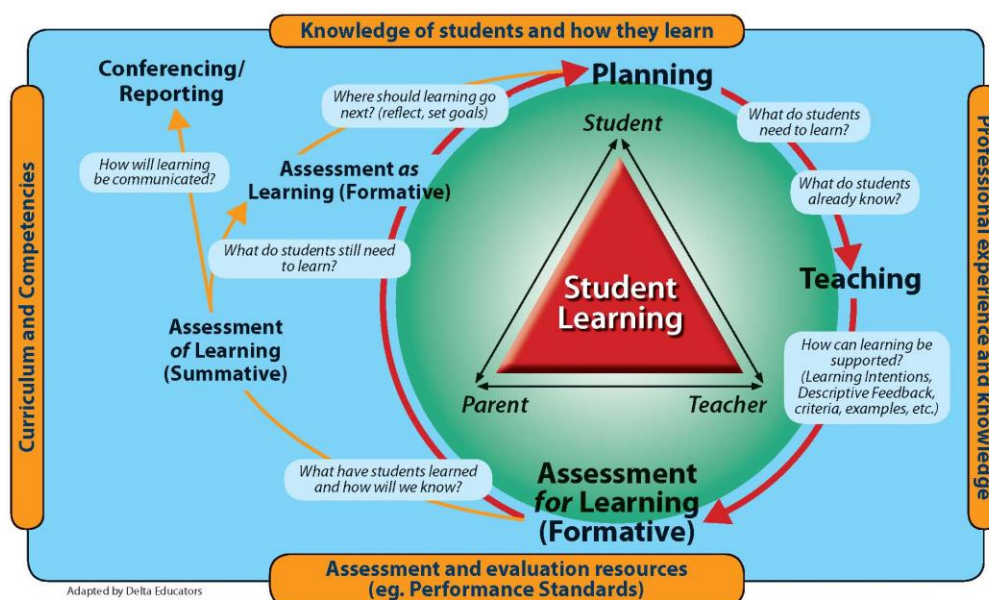 Knowledge of students and how they learn
Conferencing/
Reporting
Planning
Where should learning go
next? (reflect, set goals)
What do students
need to learn?
Student
How will learning
be communicated?
Assessment as
Learning (Formative)
What do students
already know?
What do students still need
to learn?
Teaching
Student
Learning
Curriculum and Competencies
Professional experience and knowledge
Assessment
of Learning
(Summative)
How can learning be
supported?
(Learning Intentions,
Descriptive Feedback,
criteria, examples, etc.)
Parent
Teacher
What have students learned
and how will we know?
Assessment
for Learning
(Formative)
Assessment and evaluation resources
(eg. Performance Standards)
Adapted by Delta Educators